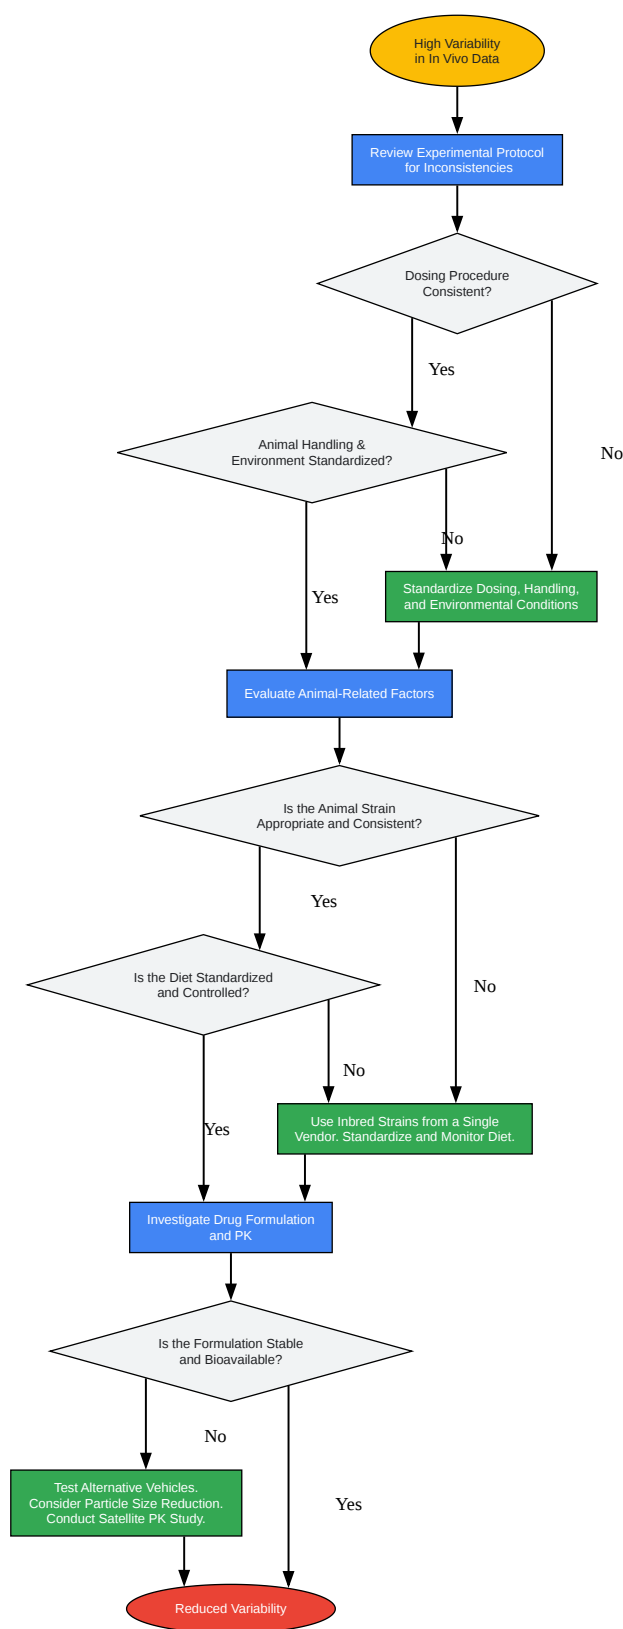 High Variability
in In Vivo Data
Review Experimental Protocol
for Inconsistencies
Dosing Procedure
Consistent?
Yes
Animal Handling &
Environment Standardized?
No
No
Standardize Dosing, Handling,
and Environmental Conditions
Yes
Evaluate Animal-Related Factors
Is the Animal Strain
Appropriate and Consistent?
Yes
Is the Diet Standardized
and Controlled?
No
No
Use Inbred Strains from a Single
Vendor. Standardize and Monitor Diet.
Yes
Investigate Drug Formulation
and PK
Is the Formulation Stable
and Bioavailable?
No
Test Alternative Vehicles.
Consider Particle Size Reduction.
Conduct Satellite PK Study.
Yes
Reduced Variability